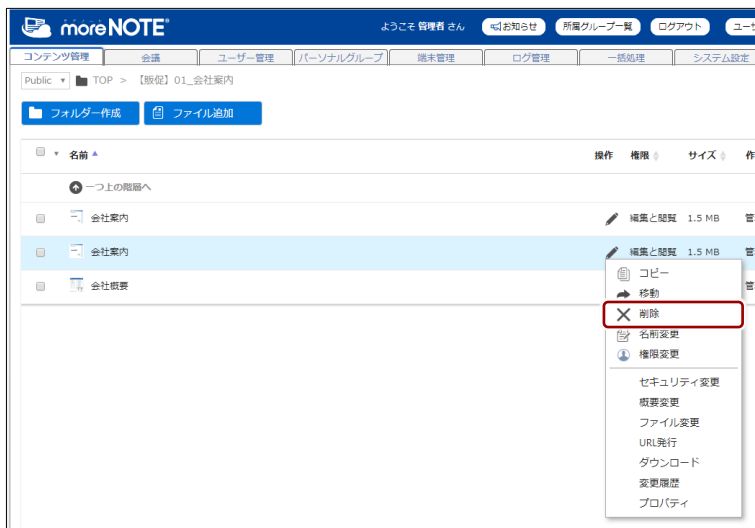 moreNOTE® ようこそ 管理者 さん お知らせ 所属グループ一覧 ログアウト ユーザ
コンテンツ管理 会議 ユーザー管理 パーソナルグループ 端末管理 ログ管理 一括処理 システム設定
Public TOP > 【販促】01_会社案内
フォルダー作成 ファイル追加
名前 操作 権限 サイズ 作
一つ上の階層へ
会社案内 編集と閲覧 1.5 MB 管
会社案内 編集と閲覧 1.5 MB 管
会社概要 管
コピー
移動
削除
名前変更
権限変更
セキュリティ変更
概要変更
ファイル変更
URL発行
ダウンロード
変更履歴
プロパティ